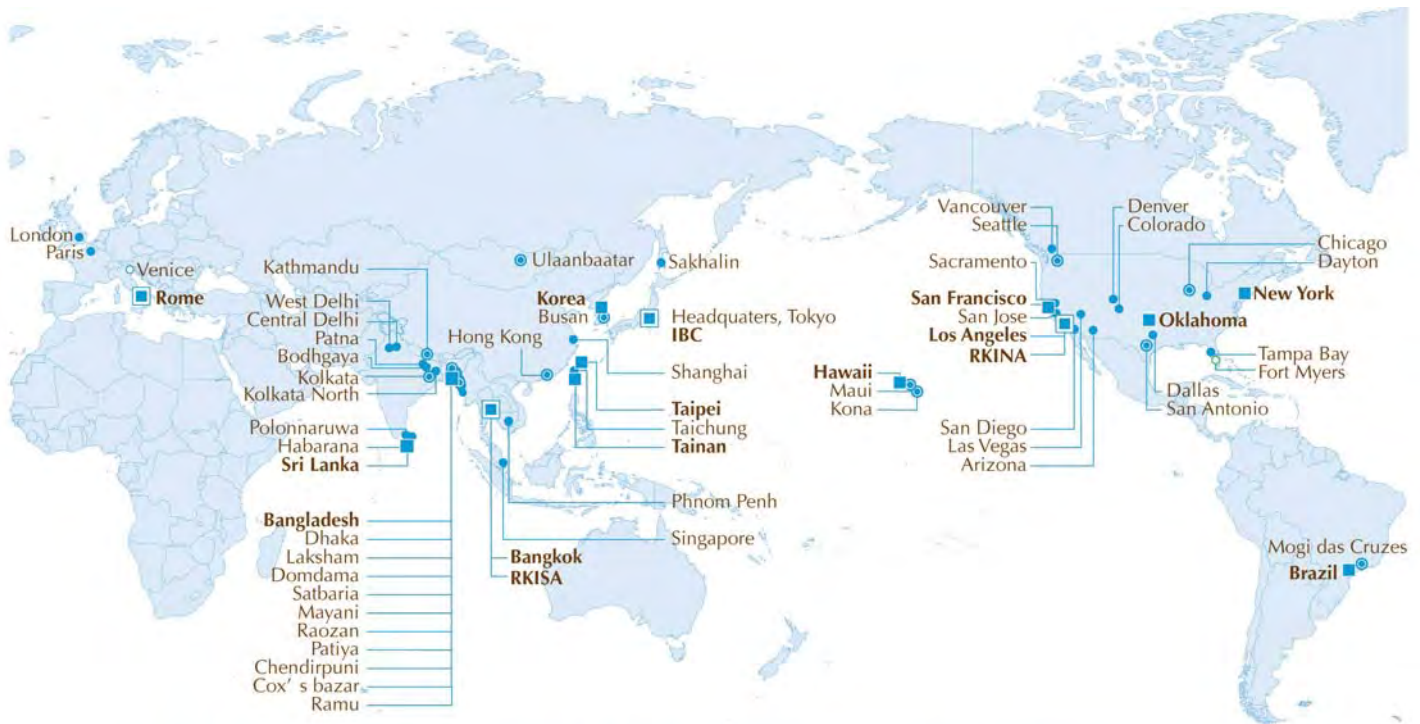 London
Paris
Venice
Rome
Kathmandu
West Delhi
Central Delhi
Patna
Bodhgaya
Kolkata
Kolkata North
Polonnaruwa
Habarana
Sri Lanka
Bangladesh
Dhaka
Laksham
Domdama
Satbaria
Mayani
Raozan
Patiya
Chendirpuni
Cox’ s bazar
Ramu
Ulaanbaatar
Sakhalin
Korea
Busan
Headquaters, Tokyo
IBC
Hong Kong
Shanghai
Taipei
Taichung
Tainan
Phnom Penh
Singapore
Bangkok
RKISA
Hawaii
Maui
Kona
Vancouver
Seattle
Sacramento
San Francisco
San Jose
Los Angeles
RKINA
San Diego
Las Vegas
Arizona
Denver
Colorado
Chicago
Dayton
New York
Oklahoma
Tampa Bay
Fort Myers
Dallas
San Antonio
Mogi das Cruzes
Brazil